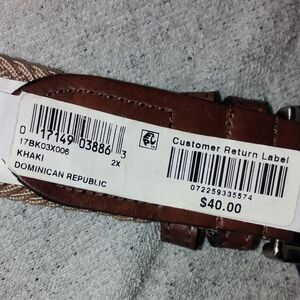 0 17149 03886 3
17BK03X006
2X
KHAKI
DOMINICAN REPUBLIC
Customer Return Label
072259335574
$40.00